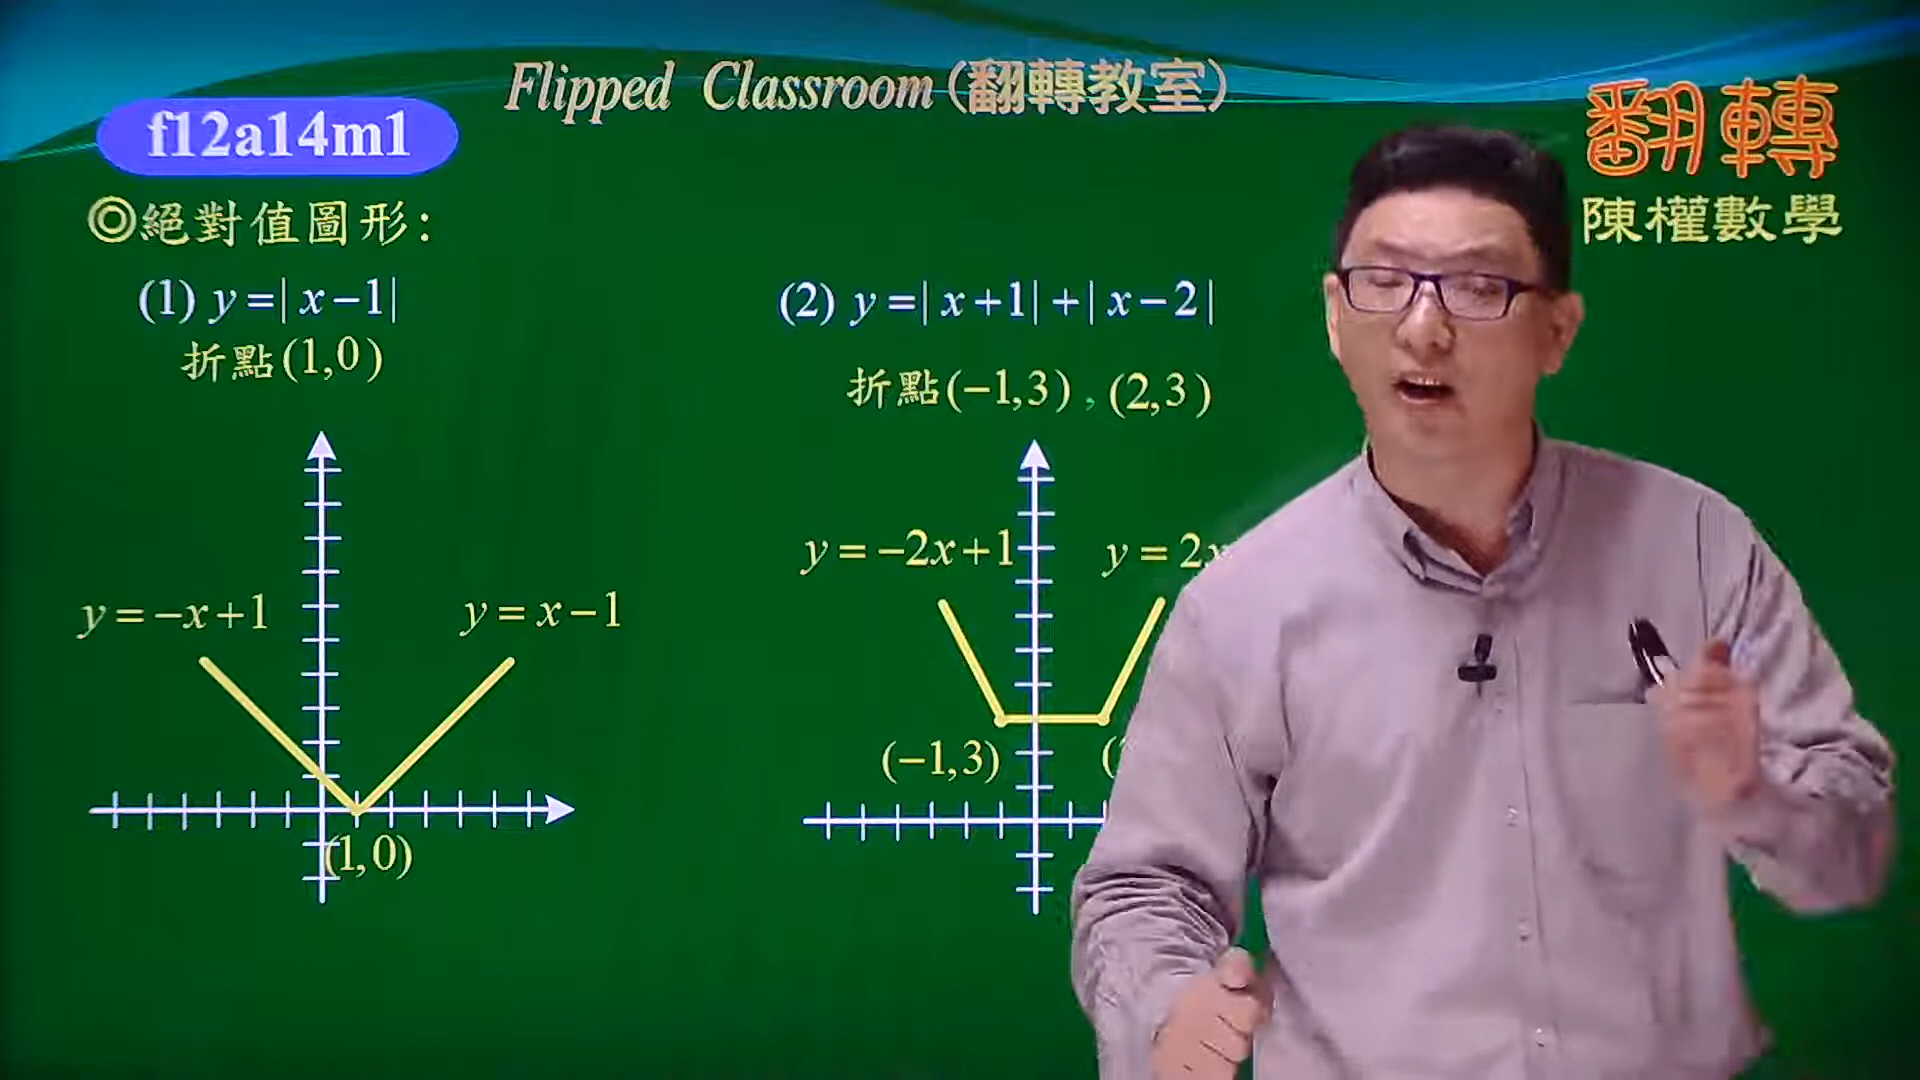 Flipped Classroom(翻轉教室)
f12a14m1
翻轉
陳權數學
◎絕對值圖形:
(1) y=|x-1|
折點(1,0)
y=-x+1
y=x-1
(1,0)
(2) y=|x+1|+|x-2|
折點(-1,3),(2,3)
y=-2x+1
y=2x
(-1,3)